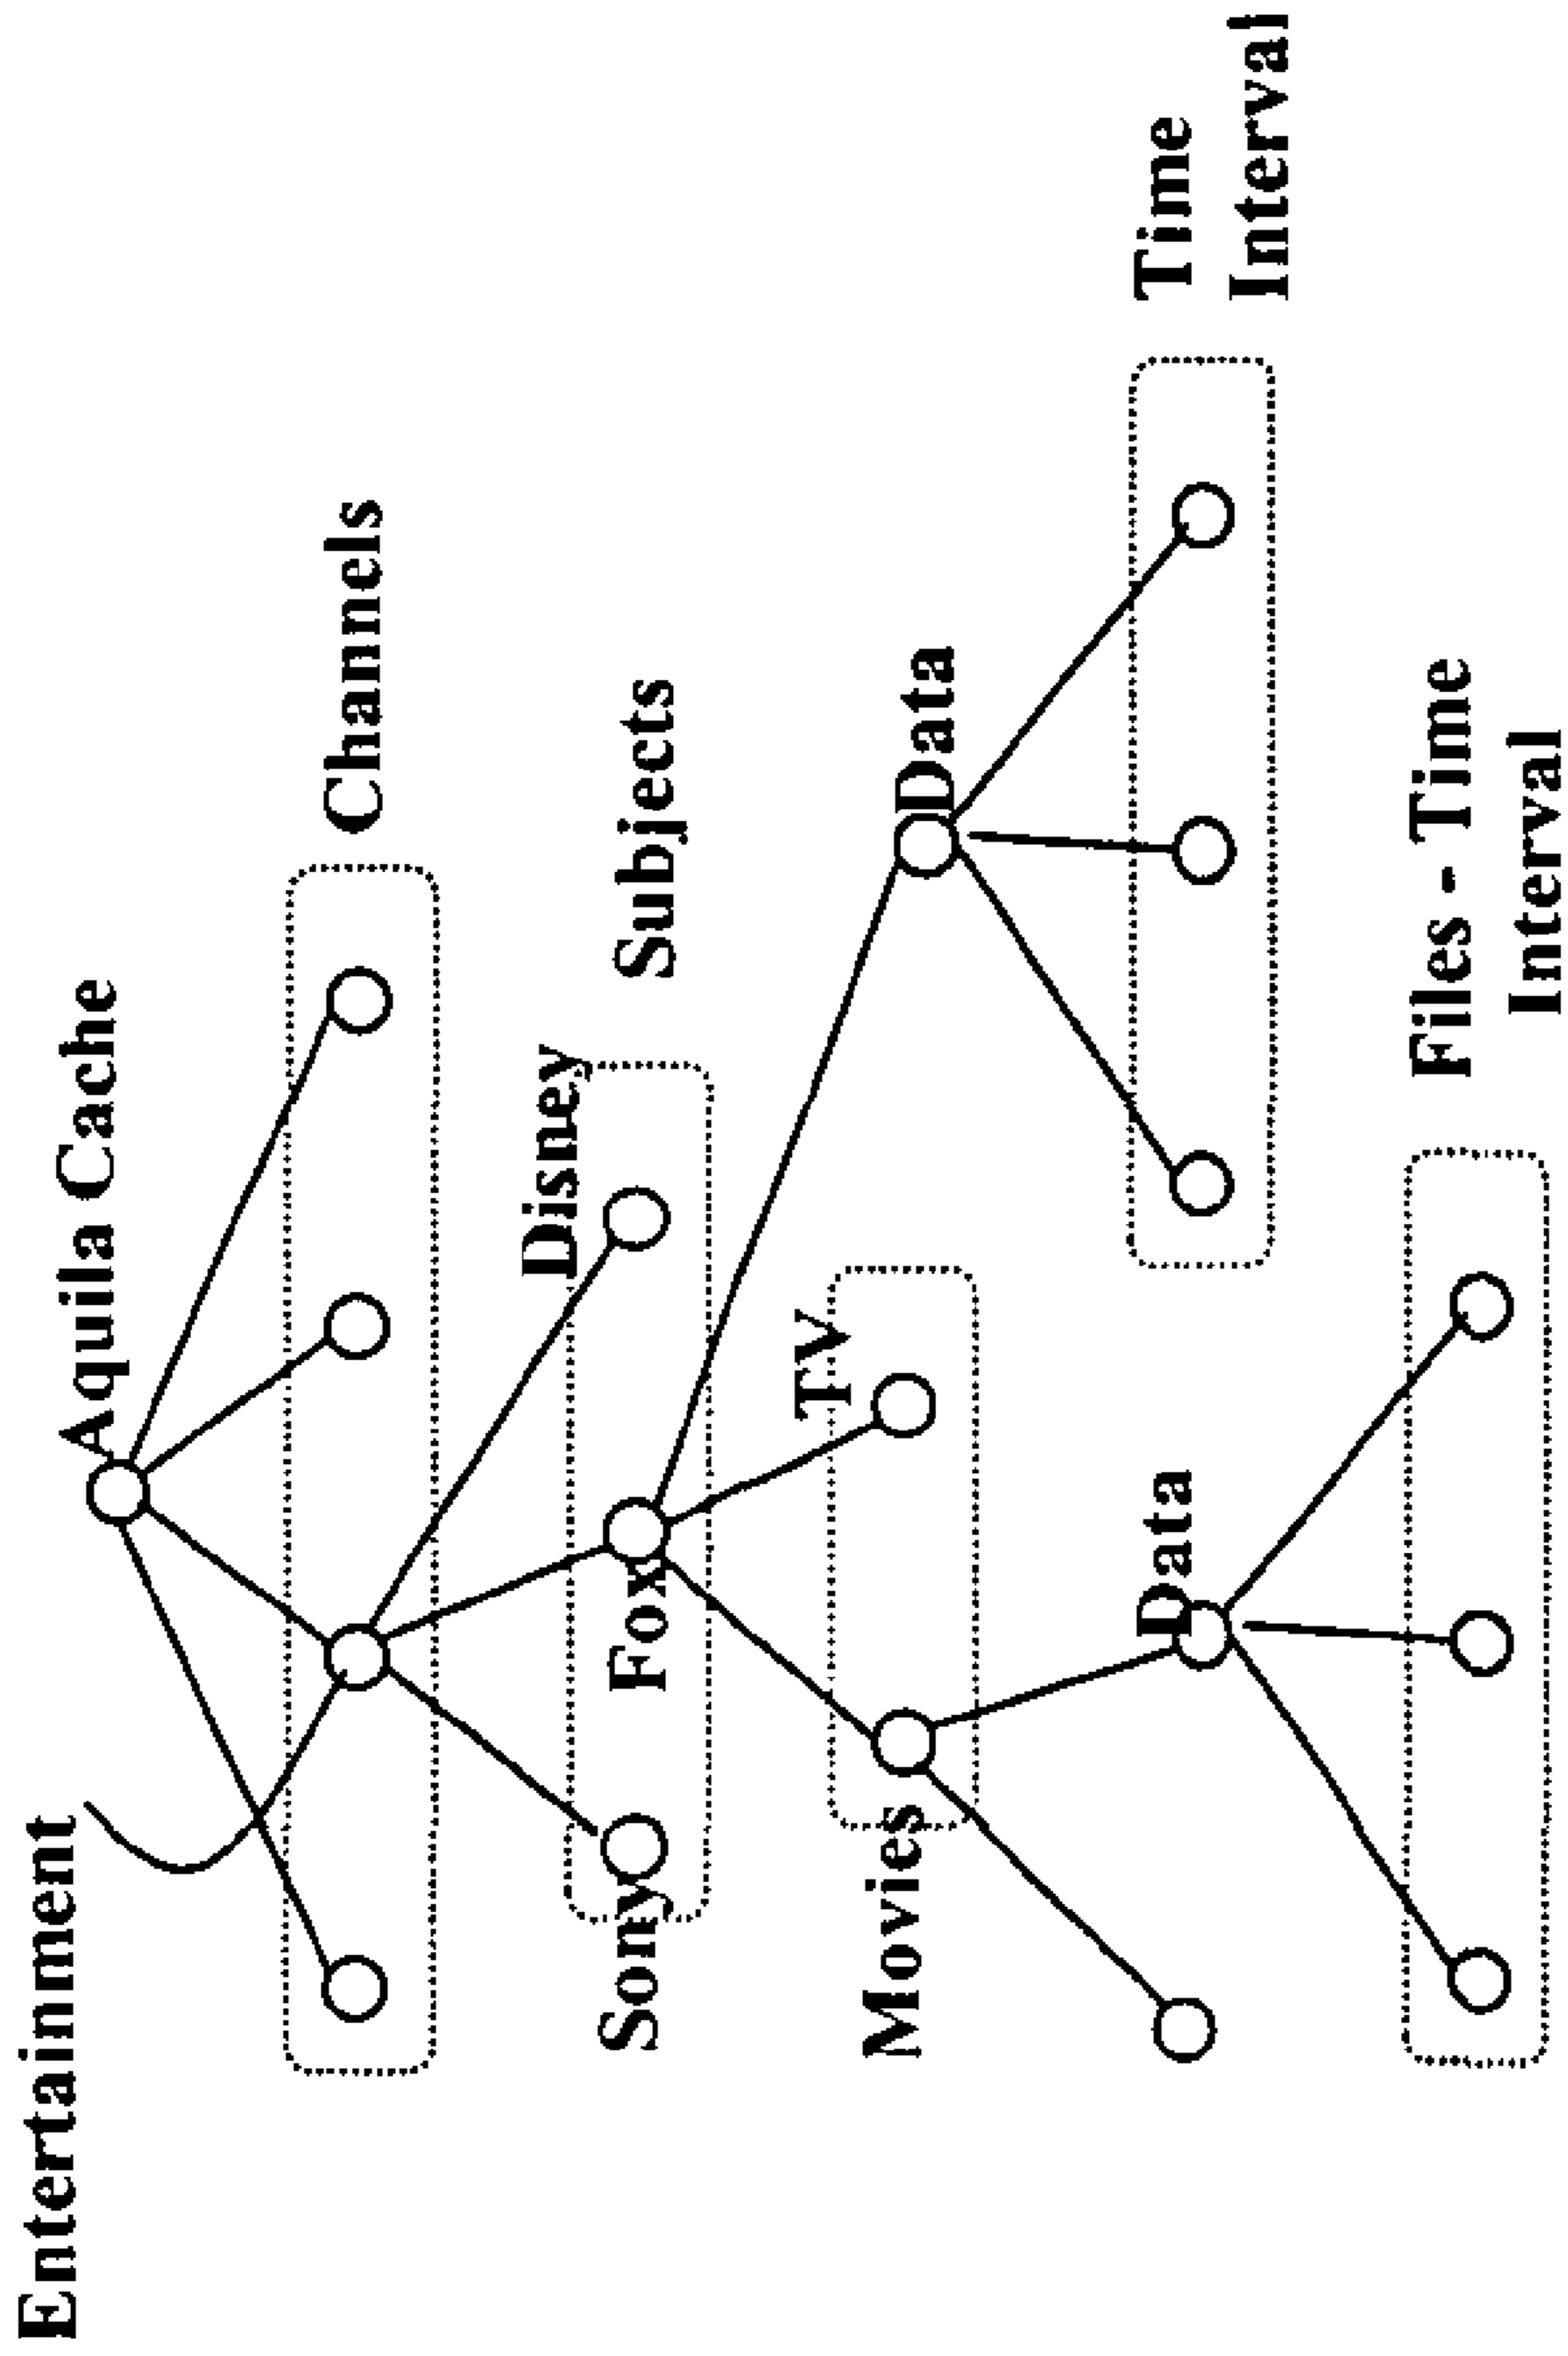 Entertainment
Aquila Cache
Channels
Disney
Subjects
Sony
Fox
TV
Data
Movies
Time
Interval
Data
Files - Time
Interval